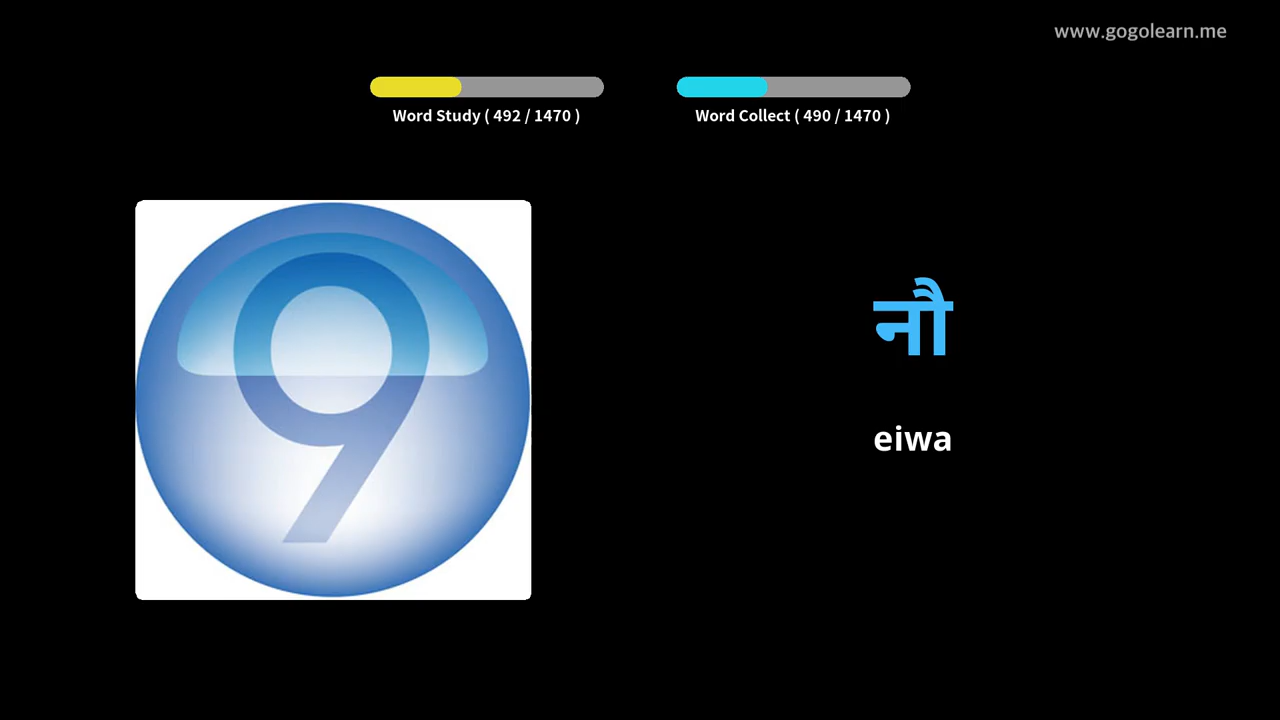 www.gogolearn.me
Word Study ( 492 / 1470 )
Word Collect ( 490 / 1470 )
9
नौ
eiwa